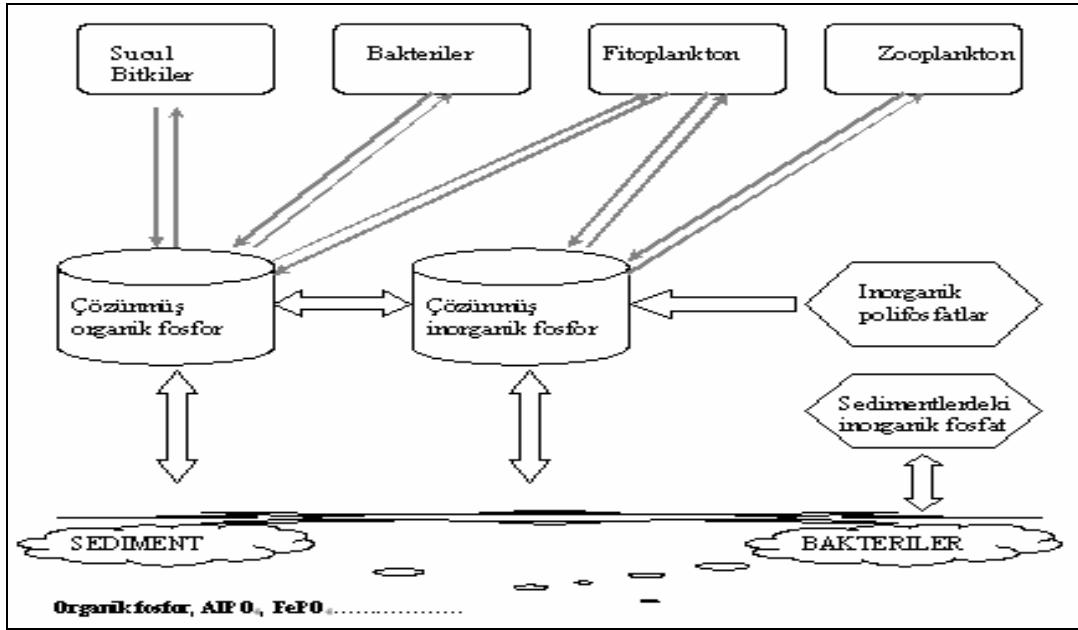 Sucul
Bitkiler
Bakteriler
Fitoplankton
Zooplankton
Çözünmüş
organik fosfor
Çözünmüş
inorganik fosfor
Inorganik
polifosfatlar
Sedimentlerdeki
inorganik fosfat
SEDIMENT
BAKTERILER
Organik fosfor, AlPO4, FePO4...................